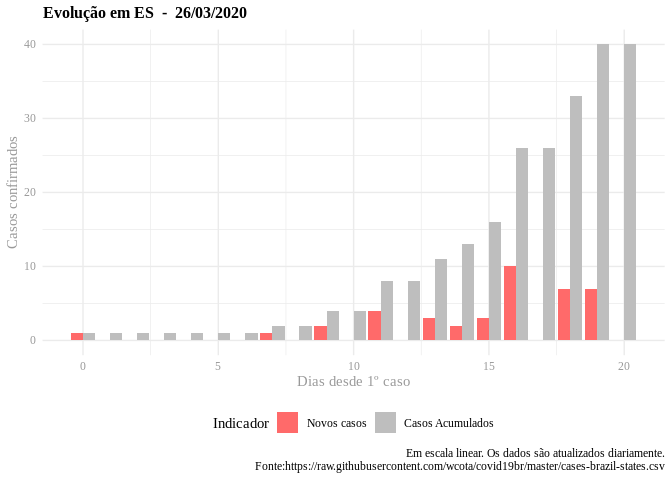 Evolução em ES - 26/03/2020
Casos confirmados
40
30
20
10
0
0 5 10 15 20
Dias desde 1º caso
Indicador Novos casos Casos Acumulados
Em escala linear. Os dados são atualizados diariamente.
Fonte:https://raw.githubusercontent.com/wcota/covid19br/master/cases-brazil-states.csv